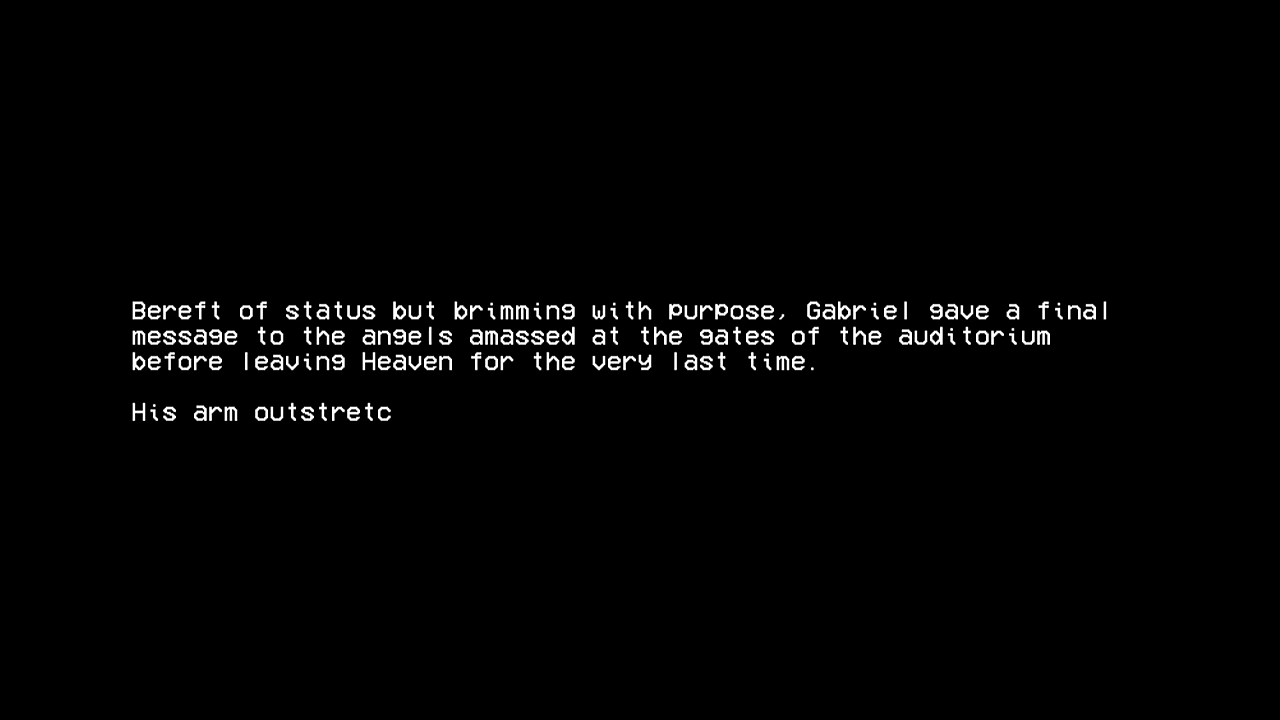 Bereft of status but brimming with purpose, Gabriel gave a final
message to the angels amassed at the gates of the auditorium
before leaving Heaven for the very last time.
His arm outstretc